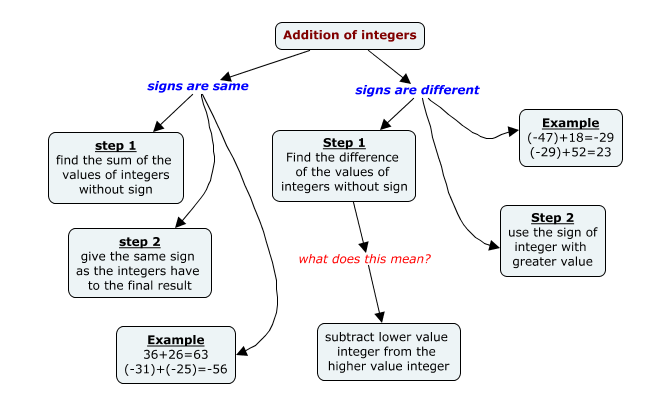 Addition of integers
signs are same
signs are different
step 1
find the sum of the
values of integers
without sign
step 2
give the same sign
as the integers have
to the final result
Example
36+26=63
(-31)+(-25)=-56
Step 1
Find the difference
of the values of
integers without sign
what does this mean?
subtract lower value
integer from the
higher value integer
Example
(-47)+18=-29
(-29)+52=23
Step 2
use the sign of
integer with
greater value